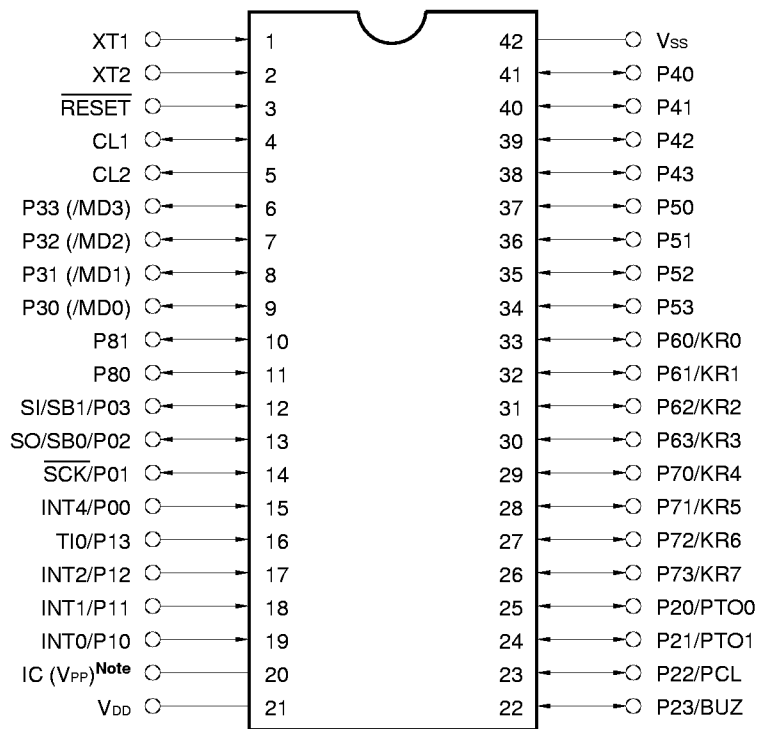 XT1 1 42 VSS
XT2 2 41 P40
RESET 3 40 P41
CL1 4 39 P42
CL2 5 38 P43
P33 (/MD3) 6 37 P50
P32 (/MD2) 7 36 P51
P31 (/MD1) 8 35 P52
P30 (/MD0) 9 34 P53
P81 10 33 P60/KR0
P80 11 32 P61/KR1
SI/SB1/P03 12 31 P62/KR2
SO/SB0/P02 13 30 P63/KR3
SCK/P01 14 29 P70/KR4
INT4/P00 15 28 P71/KR5
TI0/P13 16 27 P72/KR6
INT2/P12 17 26 P73/KR7
INT1/P11 18 25 P20/PTO0
INT0/P10 19 24 P21/PTO1
IC (VPP)Note 20 23 P22/PCL
VDD 21 22 P23/BUZ